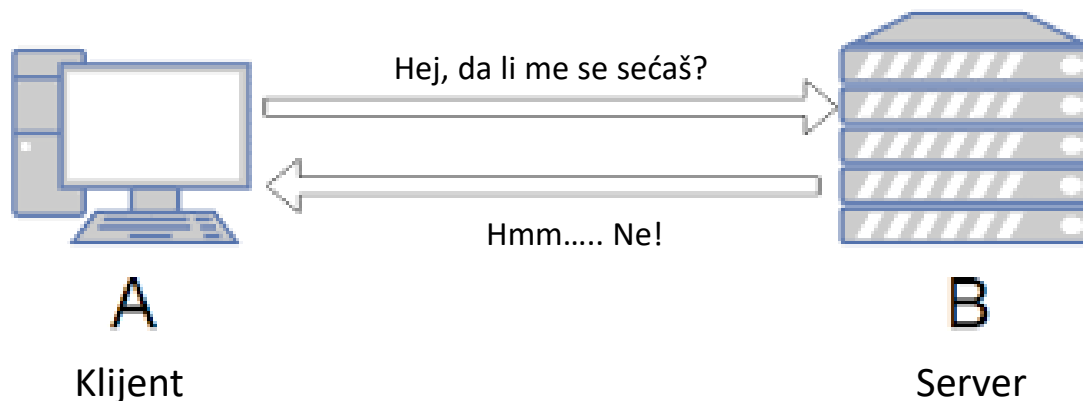 Hej, da li me se sećaš?
Hmm..... Ne!
A
B
Klijent
Server